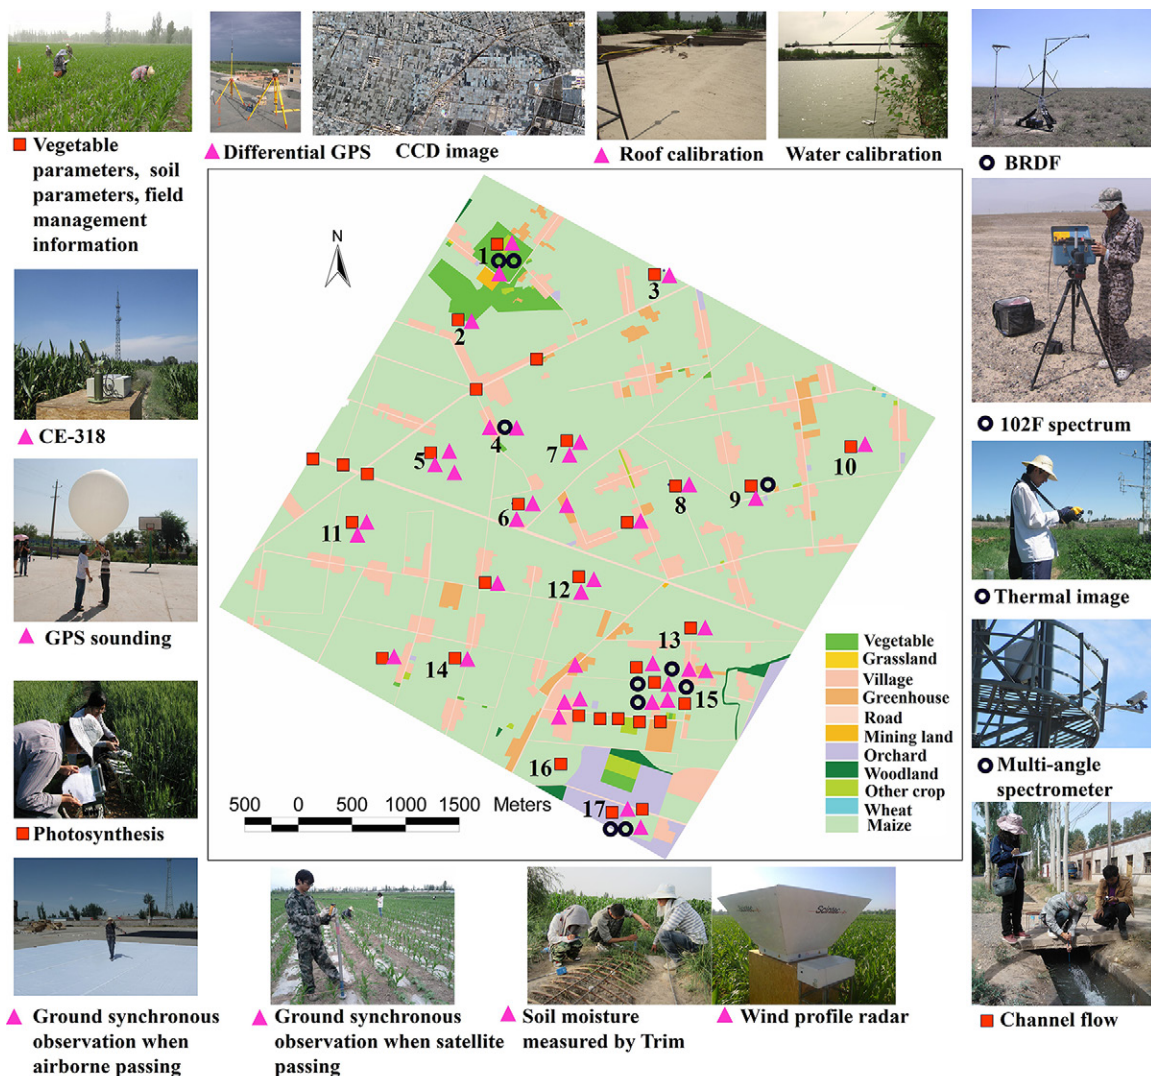 Vegetable
parameters, soil
parameters, field
management
information
Differential GPS
CCD image
Roof calibration
Water calibration
BRDF
CE-318
GPS sounding
Photosynthesis
102F spectrum
Thermal image
Multi-angle
spectrometer
Channel flow
N
1
2
3
4
5
6
7
8
9
10
11
12
13
14
15
16
17
Vegetable
Grassland
Village
Greenhouse
Road
Mining land
Orchard
Woodland
Other crop
Wheat
Maize
500 0 500 1000 1500 Meters
Ground synchronous
observation when
airborne passing
Ground synchronous
observation when satellite
passing
Soil moisture
measured by Trim
Scintec
Wind profile radar